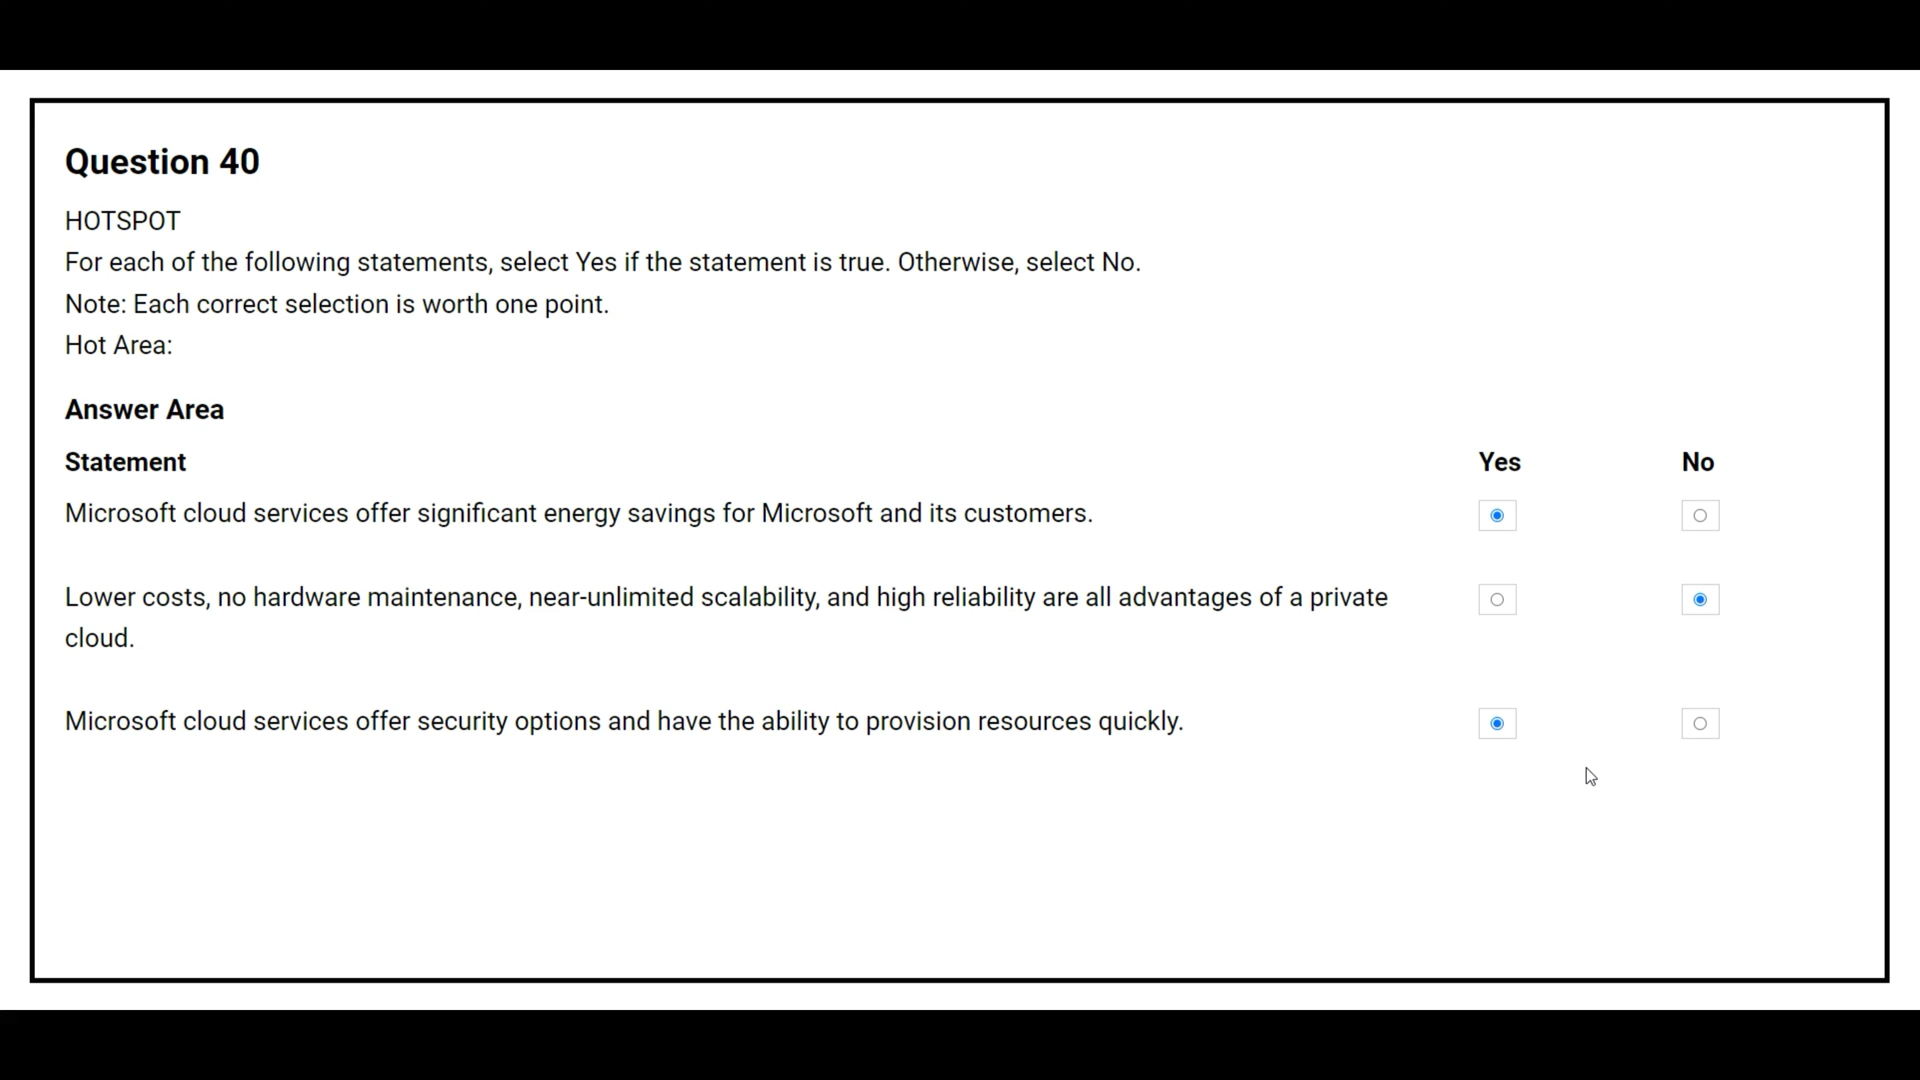 Question 40
HOTSPOT
For each of the following statements, select Yes if the statement is true. Otherwise, select No.
Note: Each correct selection is worth one point.
Hot Area:
Answer Area
Statement Yes No
Microsoft cloud services offer significant energy savings for Microsoft and its customers.
Lower costs, no hardware maintenance, near-unlimited scalability, and high reliability are all advantages of a private
cloud.
Microsoft cloud services offer security options and have the ability to provision resources quickly.